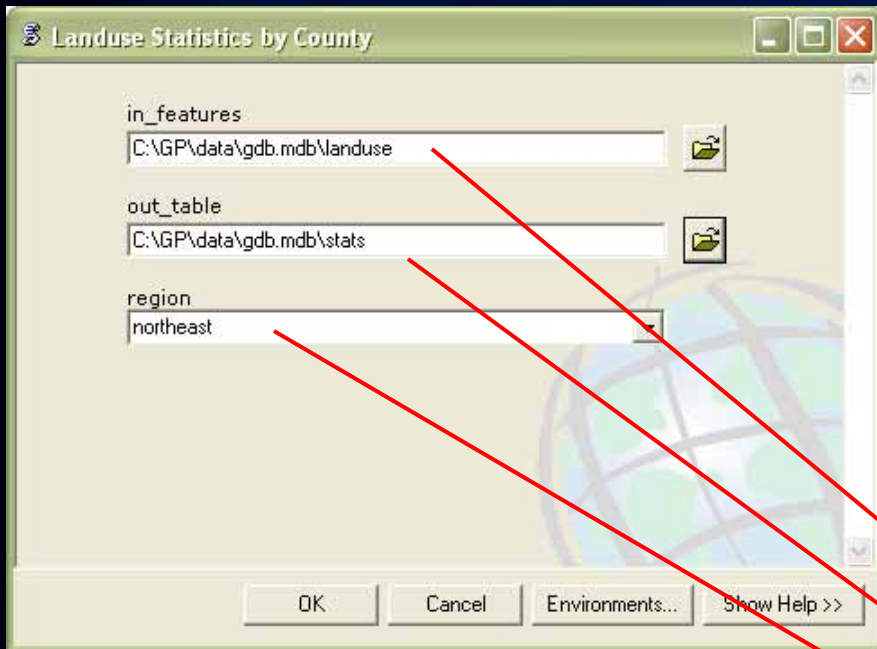 Landuse Statistics by County
in_features
C:\GP\data\gdb.mdb\landuse
out_table
C:\GP\data\gdb.mdb\stats
region
northeast
OK Cancel Environments... Show Help >>